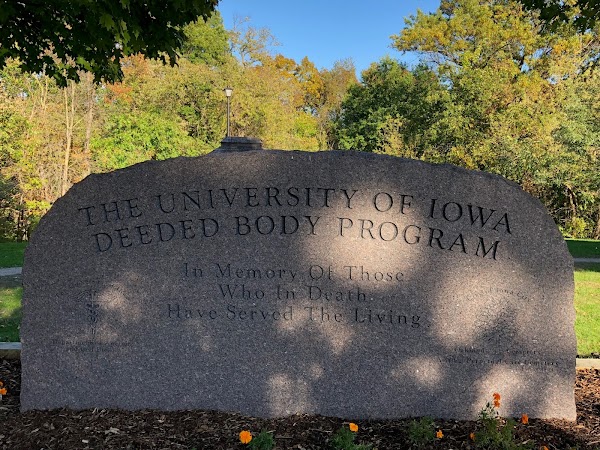 THE UNIVERSITY OF IOWA
DEEDED BODY PROGRAM
In Memory Of Those
Who In Death
Have Served The Living